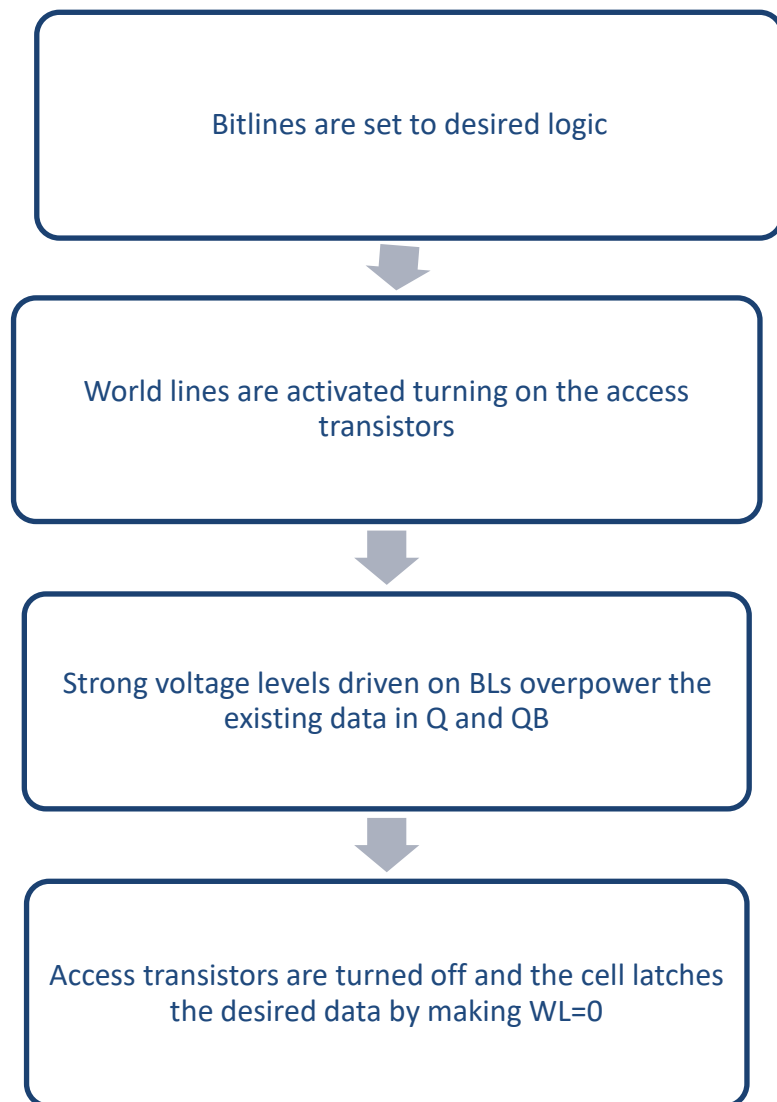 Bitlines are set to desired logic
World lines are activated turning on the access
transistors
Strong voltage levels driven on BLs overpower the
existing data in Q and QB
Access transistors are turned off and the cell latches
the desired data by making WL=0